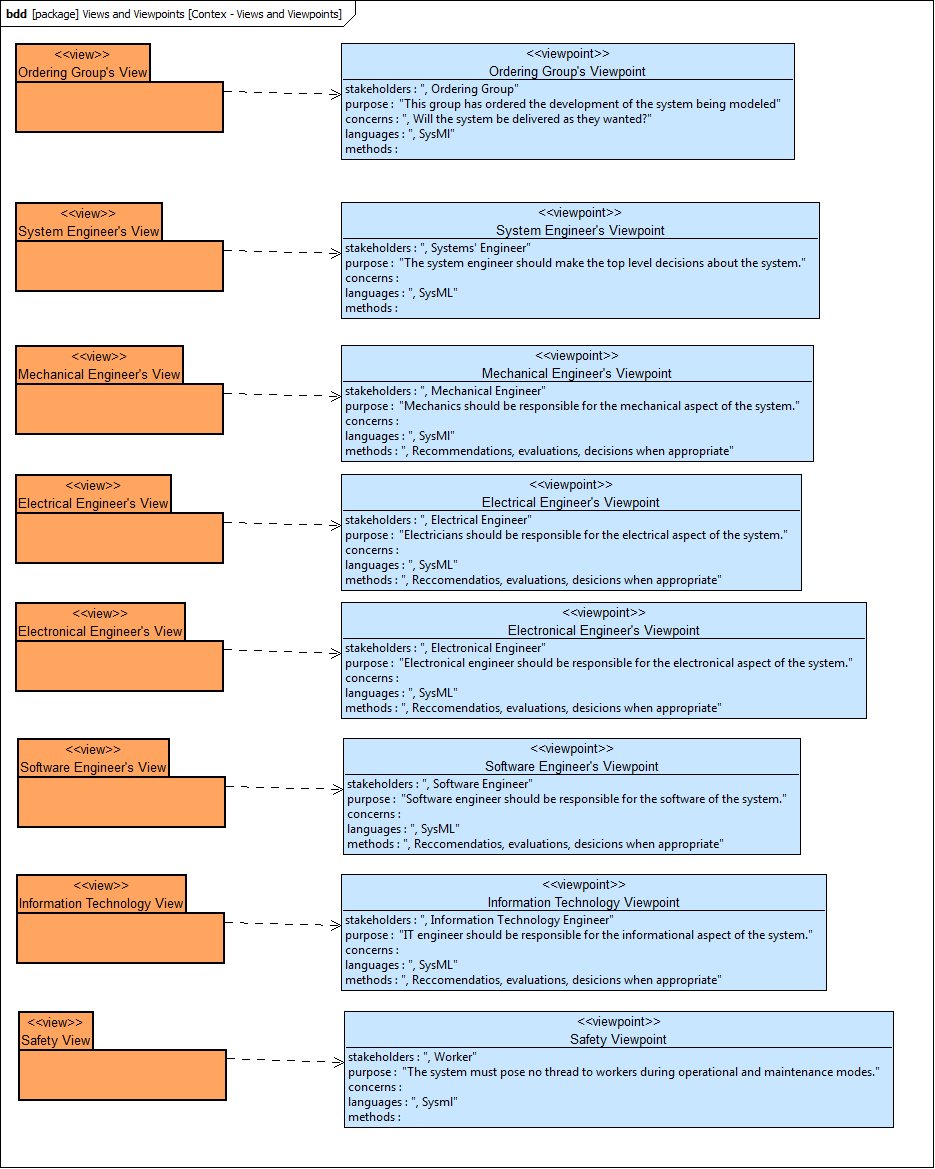 bdd [package] Views and Viewpoints [Contex - Views and Viewpoints]
<<view>>
Ordering Group's View
<<viewpoint>>
Ordering Group's Viewpoint
stakeholders : ", Ordering Group"
purpose : "This group has ordered the development of the system being modeled"
concerns : ", Will the system be delivered as they wanted?"
languages : ", SysMl"
methods :
<<view>>
System Engineer's View
<<viewpoint>>
System Engineer's Viewpoint
stakeholders : ", Systems' Engineer"
purpose : "The system engineer should make the top level decisions about the system."
concerns :
languages : ", SysML"
methods :
<<view>>
Mechanical Engineer's View
<<viewpoint>>
Mechanical Engineer's Viewpoint
stakeholders : ", Mechanical Engineer"
purpose : "Mechanics should be responsible for the mechanical aspect of the system."
concerns :
languages : ", SysMl"
methods : ", Recommendations, evaluations, decisions when appropriate"
<<view>>
Electrical Engineer's View
<<viewpoint>>
Electrical Engineer's Viewpoint
stakeholders : ", Electrical Engineer"
purpose : "Electricians should be responsible for the electrical aspect of the system."
concerns :
languages : ", SysML"
methods : ", Reccomendatios, evaluations, desicions when appropriate"
<<view>>
Electronical Engineer's View
<<viewpoint>>
Electronical Engineer's Viewpoint
stakeholders : ", Electronical Engineer"
purpose : "Electronical engineer should be responsible for the electronical aspect of the system."
concerns :
languages : ", SysML"
methods : ", Reccomendatios, evaluations, desicions when appropriate"
<<view>>
Software Engineer's View
<<viewpoint>>
Software Engineer's Viewpoint
stakeholders : ", Software Engineer"
purpose : "Software engineer should be responsible for the software of the system."
concerns :
languages : ", SysML"
methods : ", Reccomendatios, evaluations, desicions when appropriate"
<<view>>
Information Technology View
<<viewpoint>>
Information Technology Viewpoint
stakeholders : ", Information Technology Engineer"
purpose : "IT engineer should be responsible for the informational aspect of the system."
concerns :
languages : ", SysML"
methods : ", Reccomendatios, evaluations, desicions when appropriate"
<<view>>
Safety View
<<viewpoint>>
Safety Viewpoint
stakeholders : ", Worker"
purpose : "The system must pose no thread to workers during operational and maintenance modes."
concerns :
languages : ", Sysml"
methods :